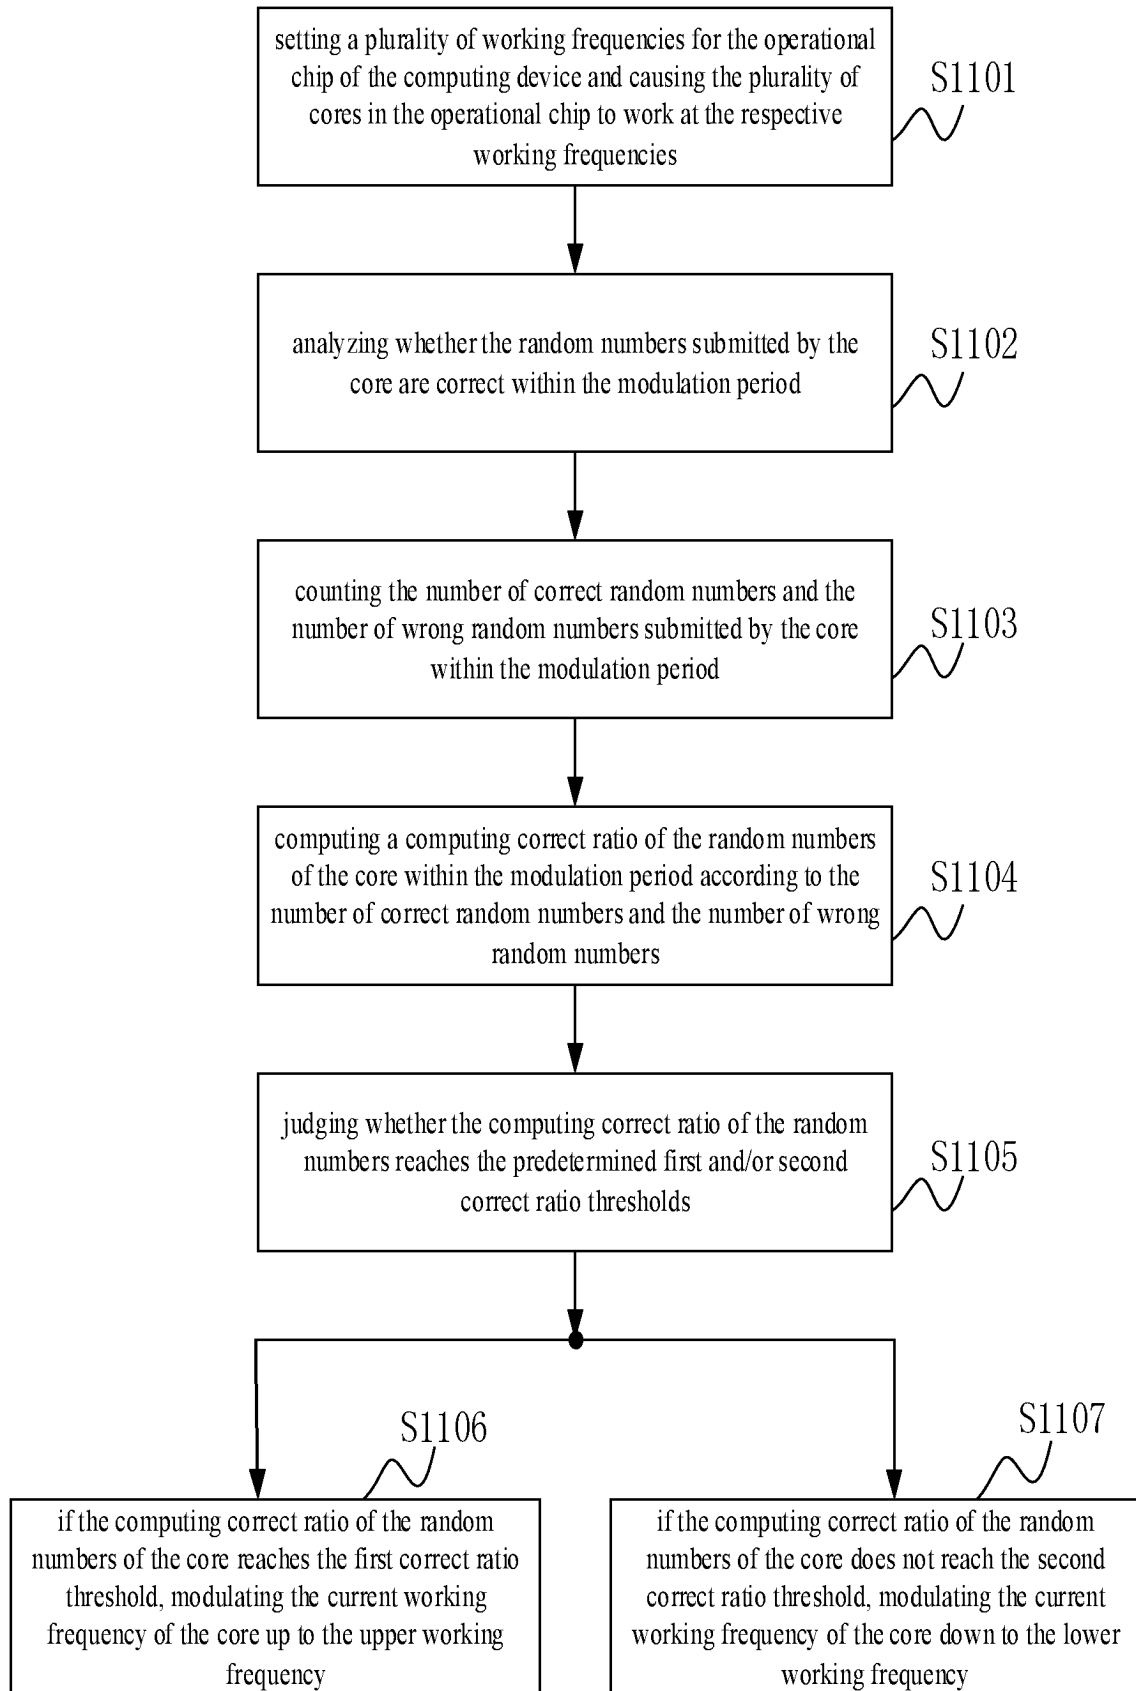 setting a plurality of working frequencies for the operational
chip of the computing device and causing the plurality of
cores in the operational chip to work at the respective
working frequencies
S1101
analyzing whether the random numbers submitted by the
core are correct within the modulation period
S1102
counting the number of correct random numbers and the
number of wrong random numbers submitted by the core
within the modulation period
S1103
computing a computing correct ratio of the random numbers
of the core within the modulation period according to the
number of correct random numbers and the number of wrong
random numbers
S1104
judging whether the computing correct ratio of the random
numbers reaches the predetermined first and/or second
correct ratio thresholds
S1105
S1106
if the computing correct ratio of the random
numbers of the core reaches the first correct ratio
threshold, modulating the current working
frequency of the core up to the upper working
frequency
S1107
if the computing correct ratio of the random
numbers of the core does not reach the second
correct ratio threshold, modulating the current
working frequency of the core down to the lower
working frequency